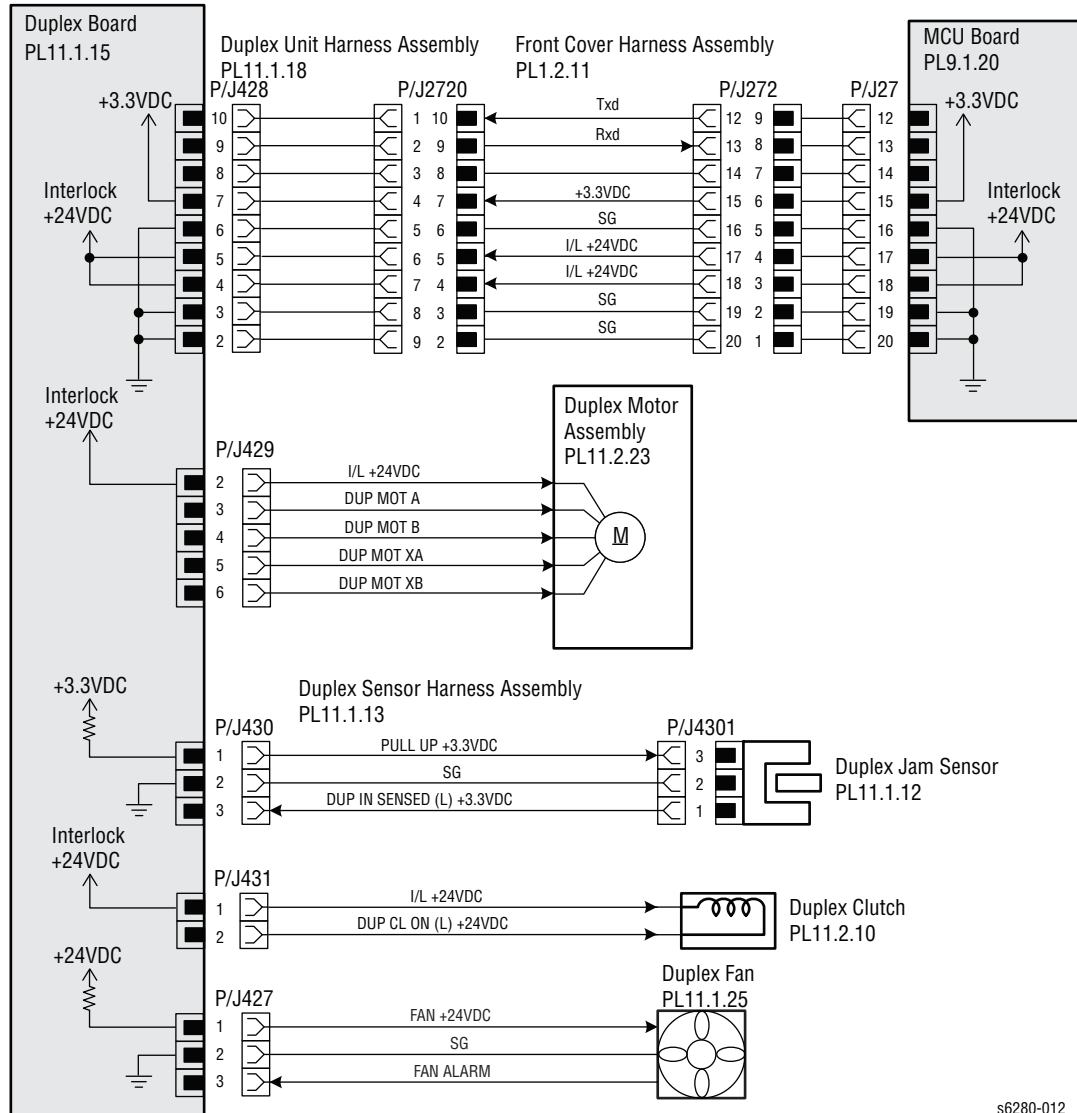 Duplex Board
PL11.1.15
Duplex Unit Harness Assembly
PL11.1.18
Front Cover Harness Assembly
PL1.2.11
MCU Board
PL9.1.20
P/J428
P/J2720
P/J272
P/J27
+3.3VDC
+3.3VDC
10 1 10 Txd 12 9 12
9 2 9 Rxd 13 8 13
8 3 8 14 7 14
7 4 7 +3.3VDC 15 6 15
6 5 6 SG 16 5 16
5 6 5 I/L +24VDC 17 4 17
4 7 4 I/L +24VDC 18 3 18
3 8 3 SG 19 2 19
2 9 2 SG 20 1 20
Interlock
+24VDC
Interlock
+24VDC
Interlock
+24VDC
P/J429
2 I/L +24VDC
3 DUP MOT A
4 DUP MOT B
5 DUP MOT XA
6 DUP MOT XB
Duplex Motor
Assembly
PL11.2.23
M
+3.3VDC
Duplex Sensor Harness Assembly
PL11.1.13
P/J430
P/J4301
1 PULL UP +3.3VDC 3
2 SG 2
3 DUP IN SENSED (L) +3.3VDC 1
Duplex Jam Sensor
PL11.1.12
Interlock
+24VDC
P/J431
1 I/L +24VDC
2 DUP CL ON (L) +24VDC
Duplex Clutch
PL11.2.10
+24VDC
P/J427
1 FAN +24VDC
2 SG
3 FAN ALARM
Duplex Fan
PL11.1.25
s6280-012